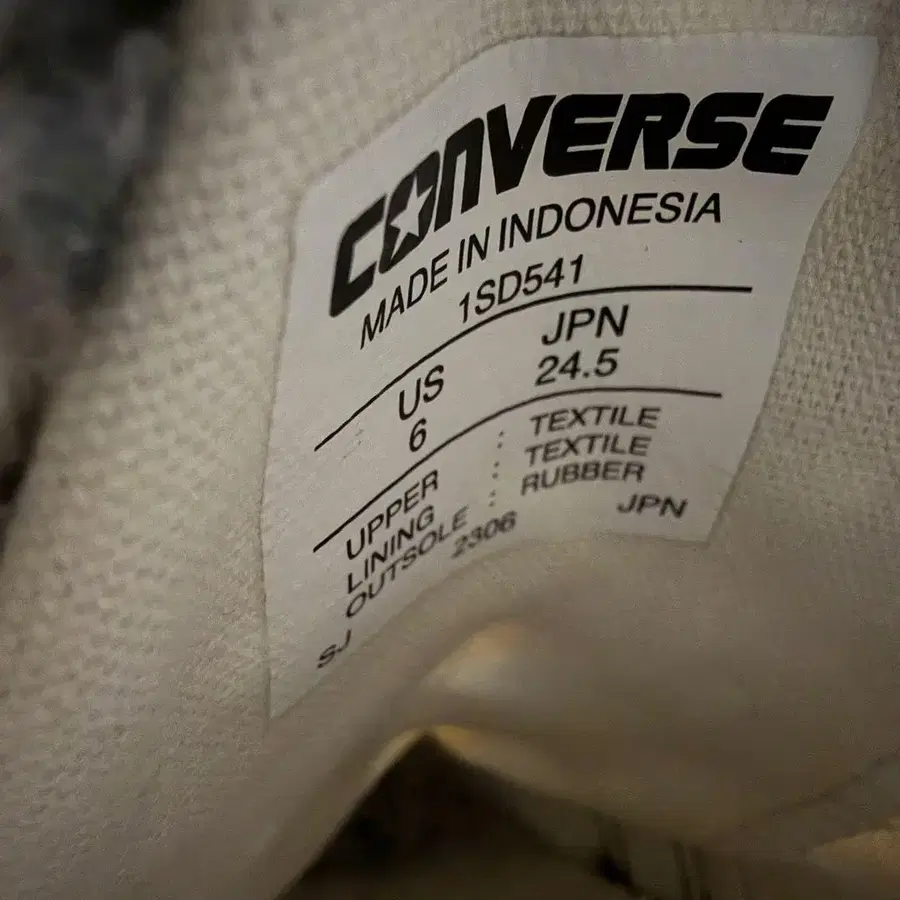 CONVERSE
MADE IN INDONESIA
1SD541
US JPN
6 24.5
UPPER : TEXTILE
LINING : TEXTILE
OUTSOLE : RUBBER
SJ 2306 JPN